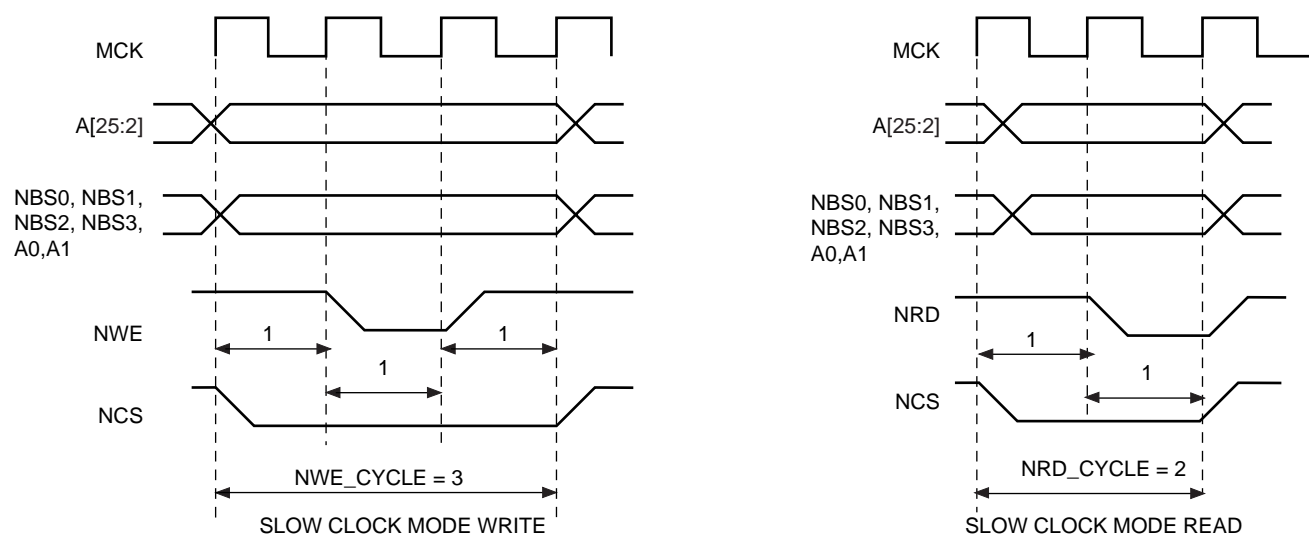 MCK
A[25:2]
NBS0, NBS1,
NBS2, NBS3,
A0,A1
NWE
1
1
1
NCS
NWE_CYCLE = 3
SLOW CLOCK MODE WRITE
MCK
A[25:2]
NBS0, NBS1,
NBS2, NBS3,
A0,A1
NRD
1
1
NCS
NRD_CYCLE = 2
SLOW CLOCK MODE READ